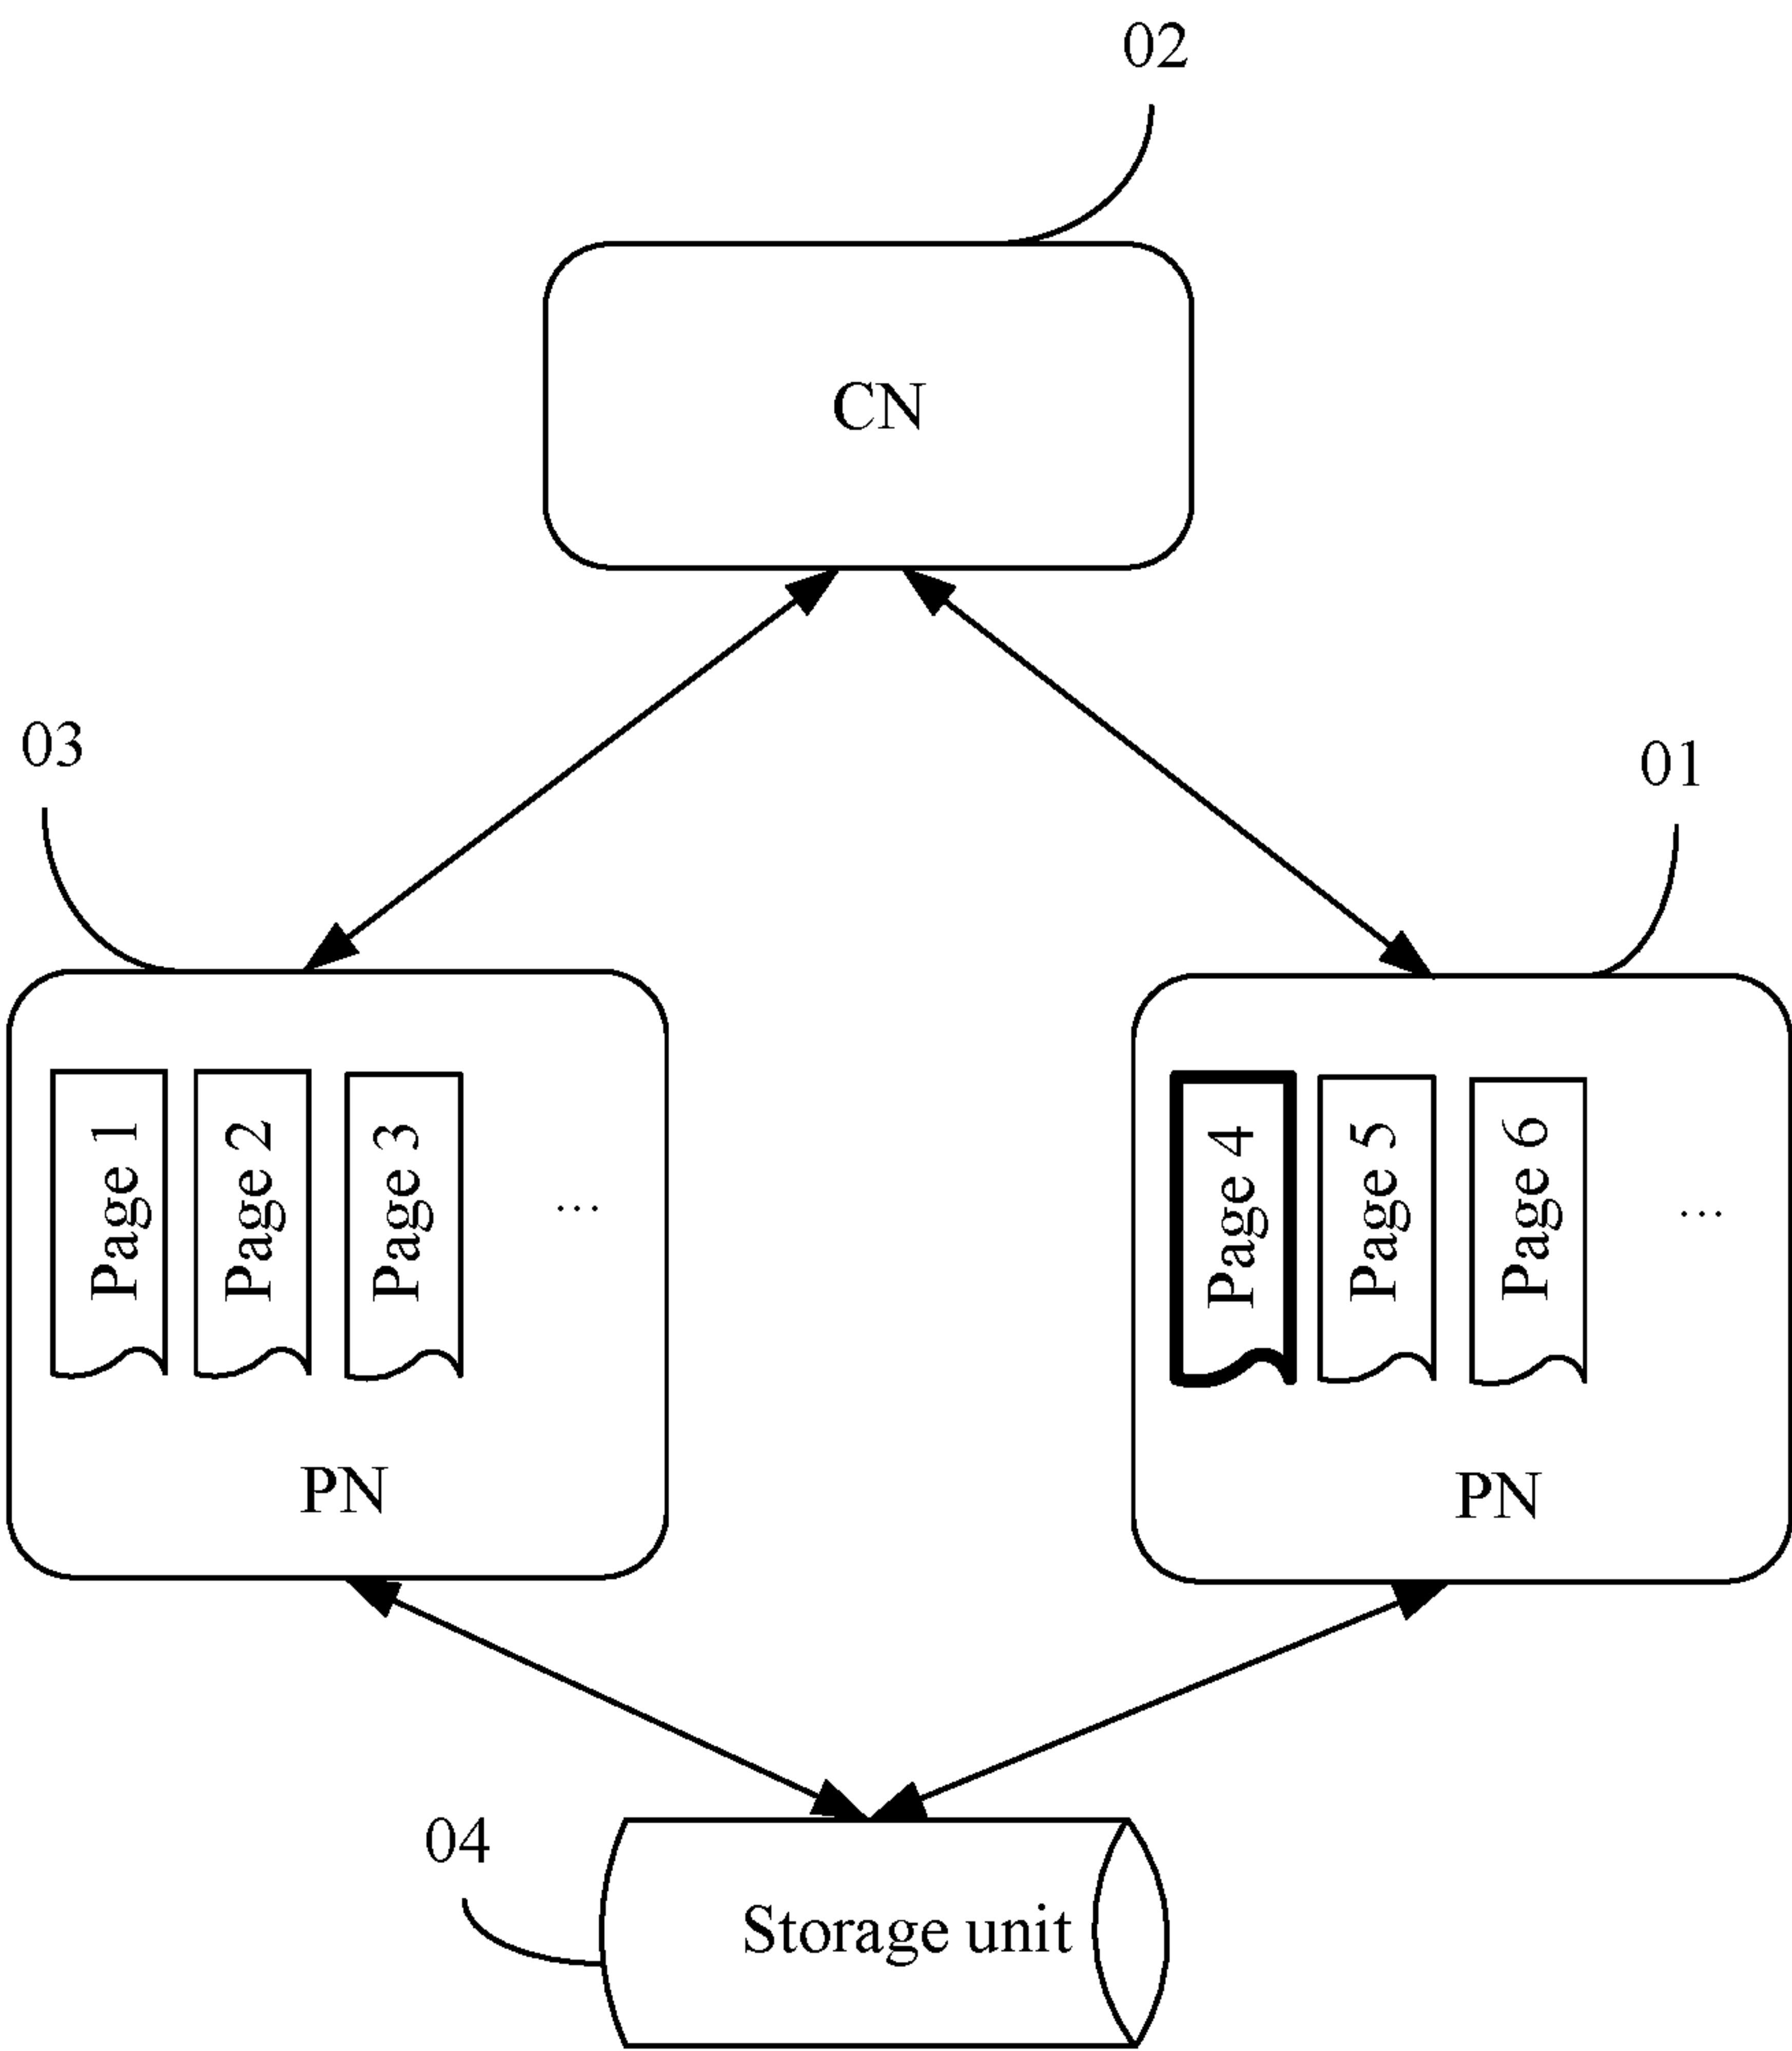 02
CN
03
01
Page 1
Page 2
Page 3
...
Page 4
Page 5
Page 6
...
PN
PN
04
Storage unit